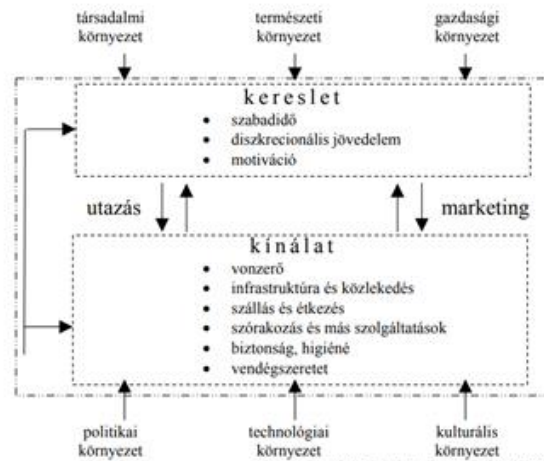 társadalmi környezet
természeti környezet
gazdasági környezet
kereslet
szabadidő
diszkrecionális jövedelem
motiváció
utazás
marketing
kínálat
vonzerő
infrastruktúra és közlekedés
szállás és étkezés
szórakozás és más szolgáltatások
biztonság, higiéné
vendégszeretet
politikai környezet
technológiai környezet
kulturális környezet